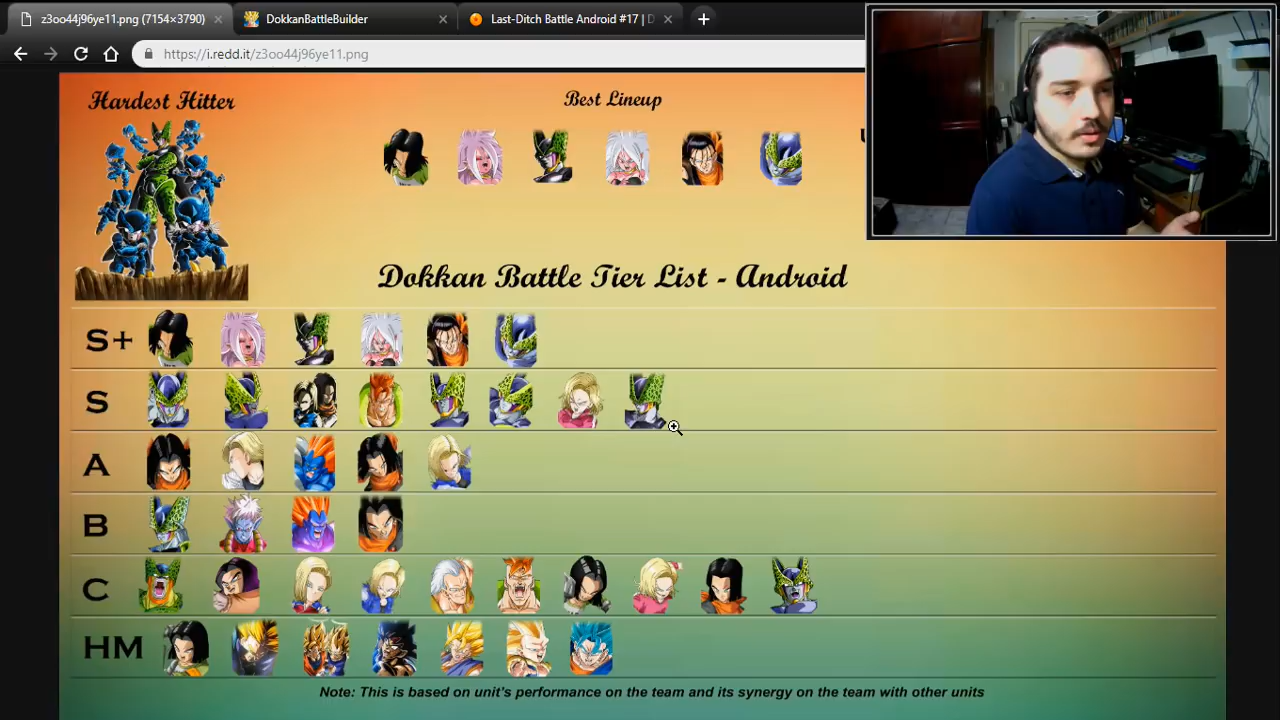 z3oo44j96ye11.png (7154×3790)
DokkanBattleBuilder
Last-Ditch Battle Android #17 | D
https://i.redd.it/z3oo44j96ye11.png
Hardest Hitter
Best Lineup
Dokkan Battle Tier List - Android
S+
S
A
B
C
HM
Note: This is based on unit's performance on the team and its synergy on the team with other units